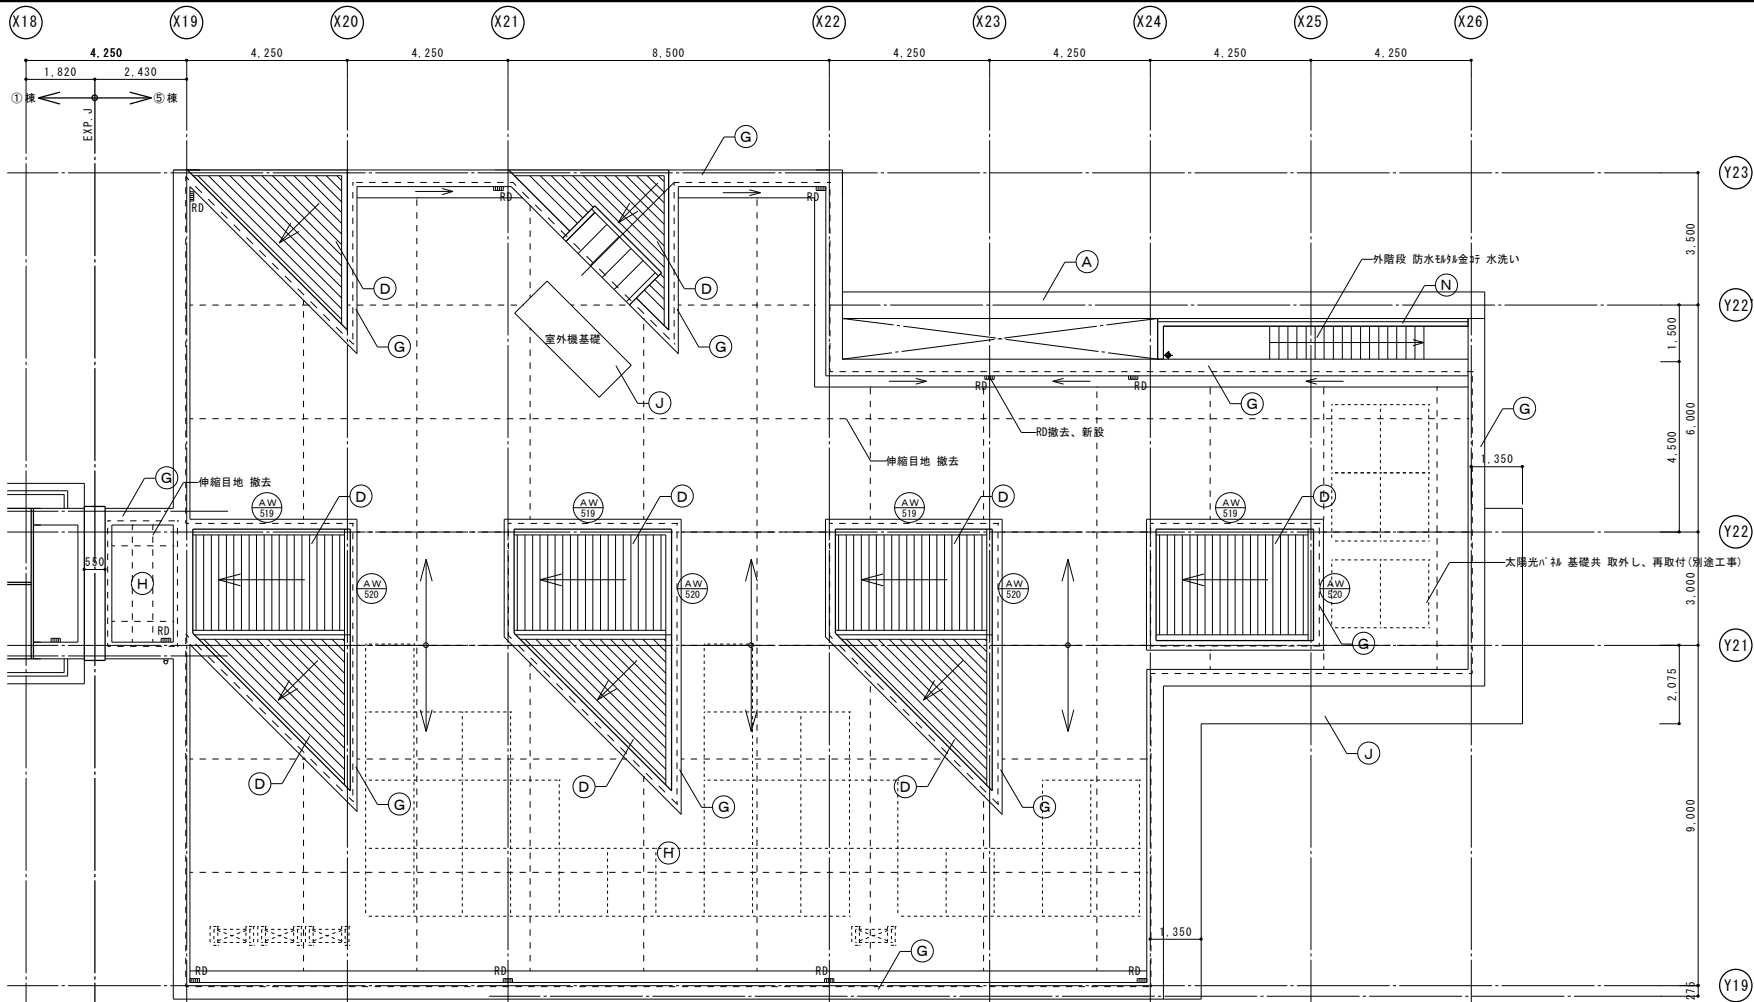 X18 X19 X20 X21 X22 X23 X24 X25 X26
4,250 4,250 4,250 8,500 4,250 4,250 4,250 4,250
1,820 2,430
①棟 ⑤棟
EXP.J
G
Y23
RD RD RD
3,500
A
外階段 防水ﾓﾙﾀﾙ金ｺﾃ 水洗い
D D
N
Y22
G 室外機基礎 G
1,500
RD RD
J
G G
6,000
RD撤去、新設
4,500
伸縮目地 撤去
1,350
G 伸縮目地 撤去
D D D D
AW 519 AW 519 AW 519 AW 519
Y22
550
H
AW 520 AW 520 AW 520 AW 520
太陽光ﾊﾟﾈﾙ 基礎共 取外し、再取付(別途工事)
3,000
RD
G
Y21
2,075
J
D D D
G G G
9,000
H
1,350
G
RD RD RD RD
Y19
275